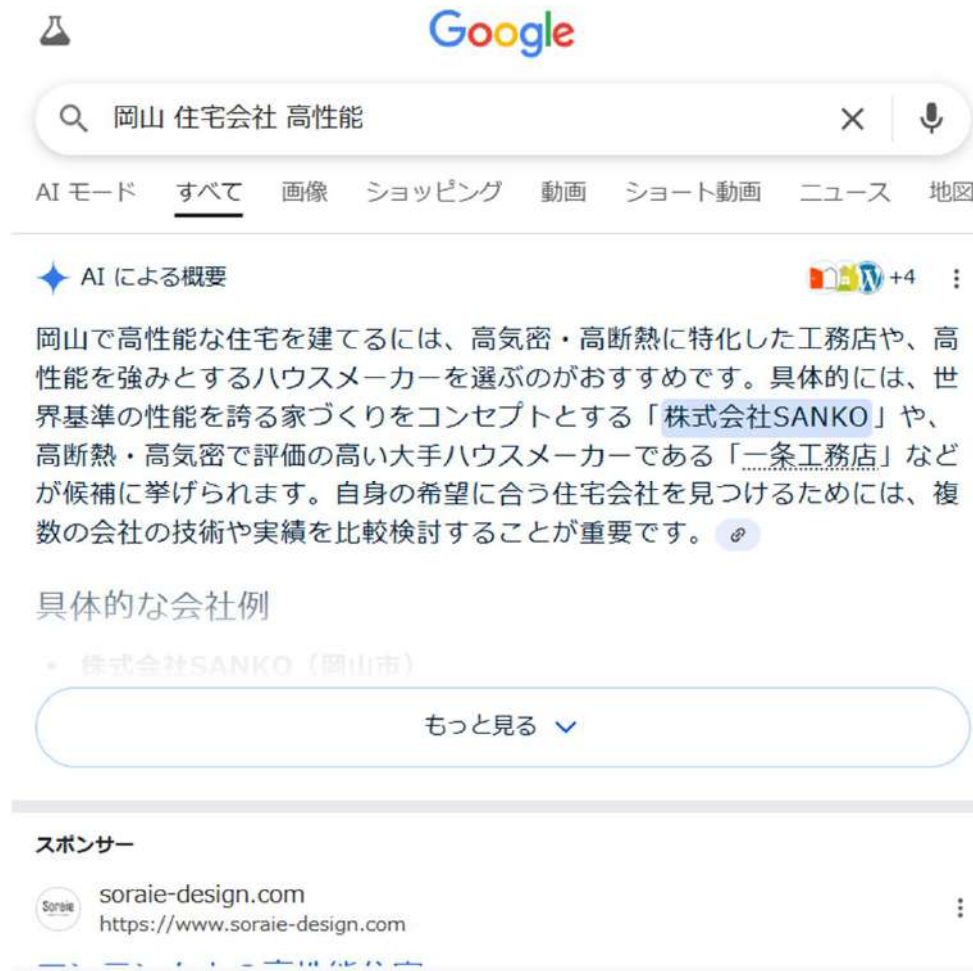 Google
岡山 住宅会社 高性能
AI モード すべて 画像 ショッピング 動画 ショート動画 ニュース 地図
AI による概要 +4
岡山で高性能な住宅を建てるには、高気密・高断熱に特化した工務店や、高
性能を強みとするハウスメーカーを選ぶのがおすすめです。具体的には、世
界基準の性能を誇る家づくりをコンセプトとする「株式会社SANKO」や、
高断熱・高気密で評価の高い大手ハウスメーカーである「一条工務店」など
が候補に挙げられます。自身の希望に合う住宅会社を見つけるためには、複
数の会社の技術や実績を比較検討することが重要です。
具体的な会社例
• 株式会社SANKO（岡山市）
もっと見る
スポンサー
Soraie
soraie-design.com
https://www.soraie-design.com